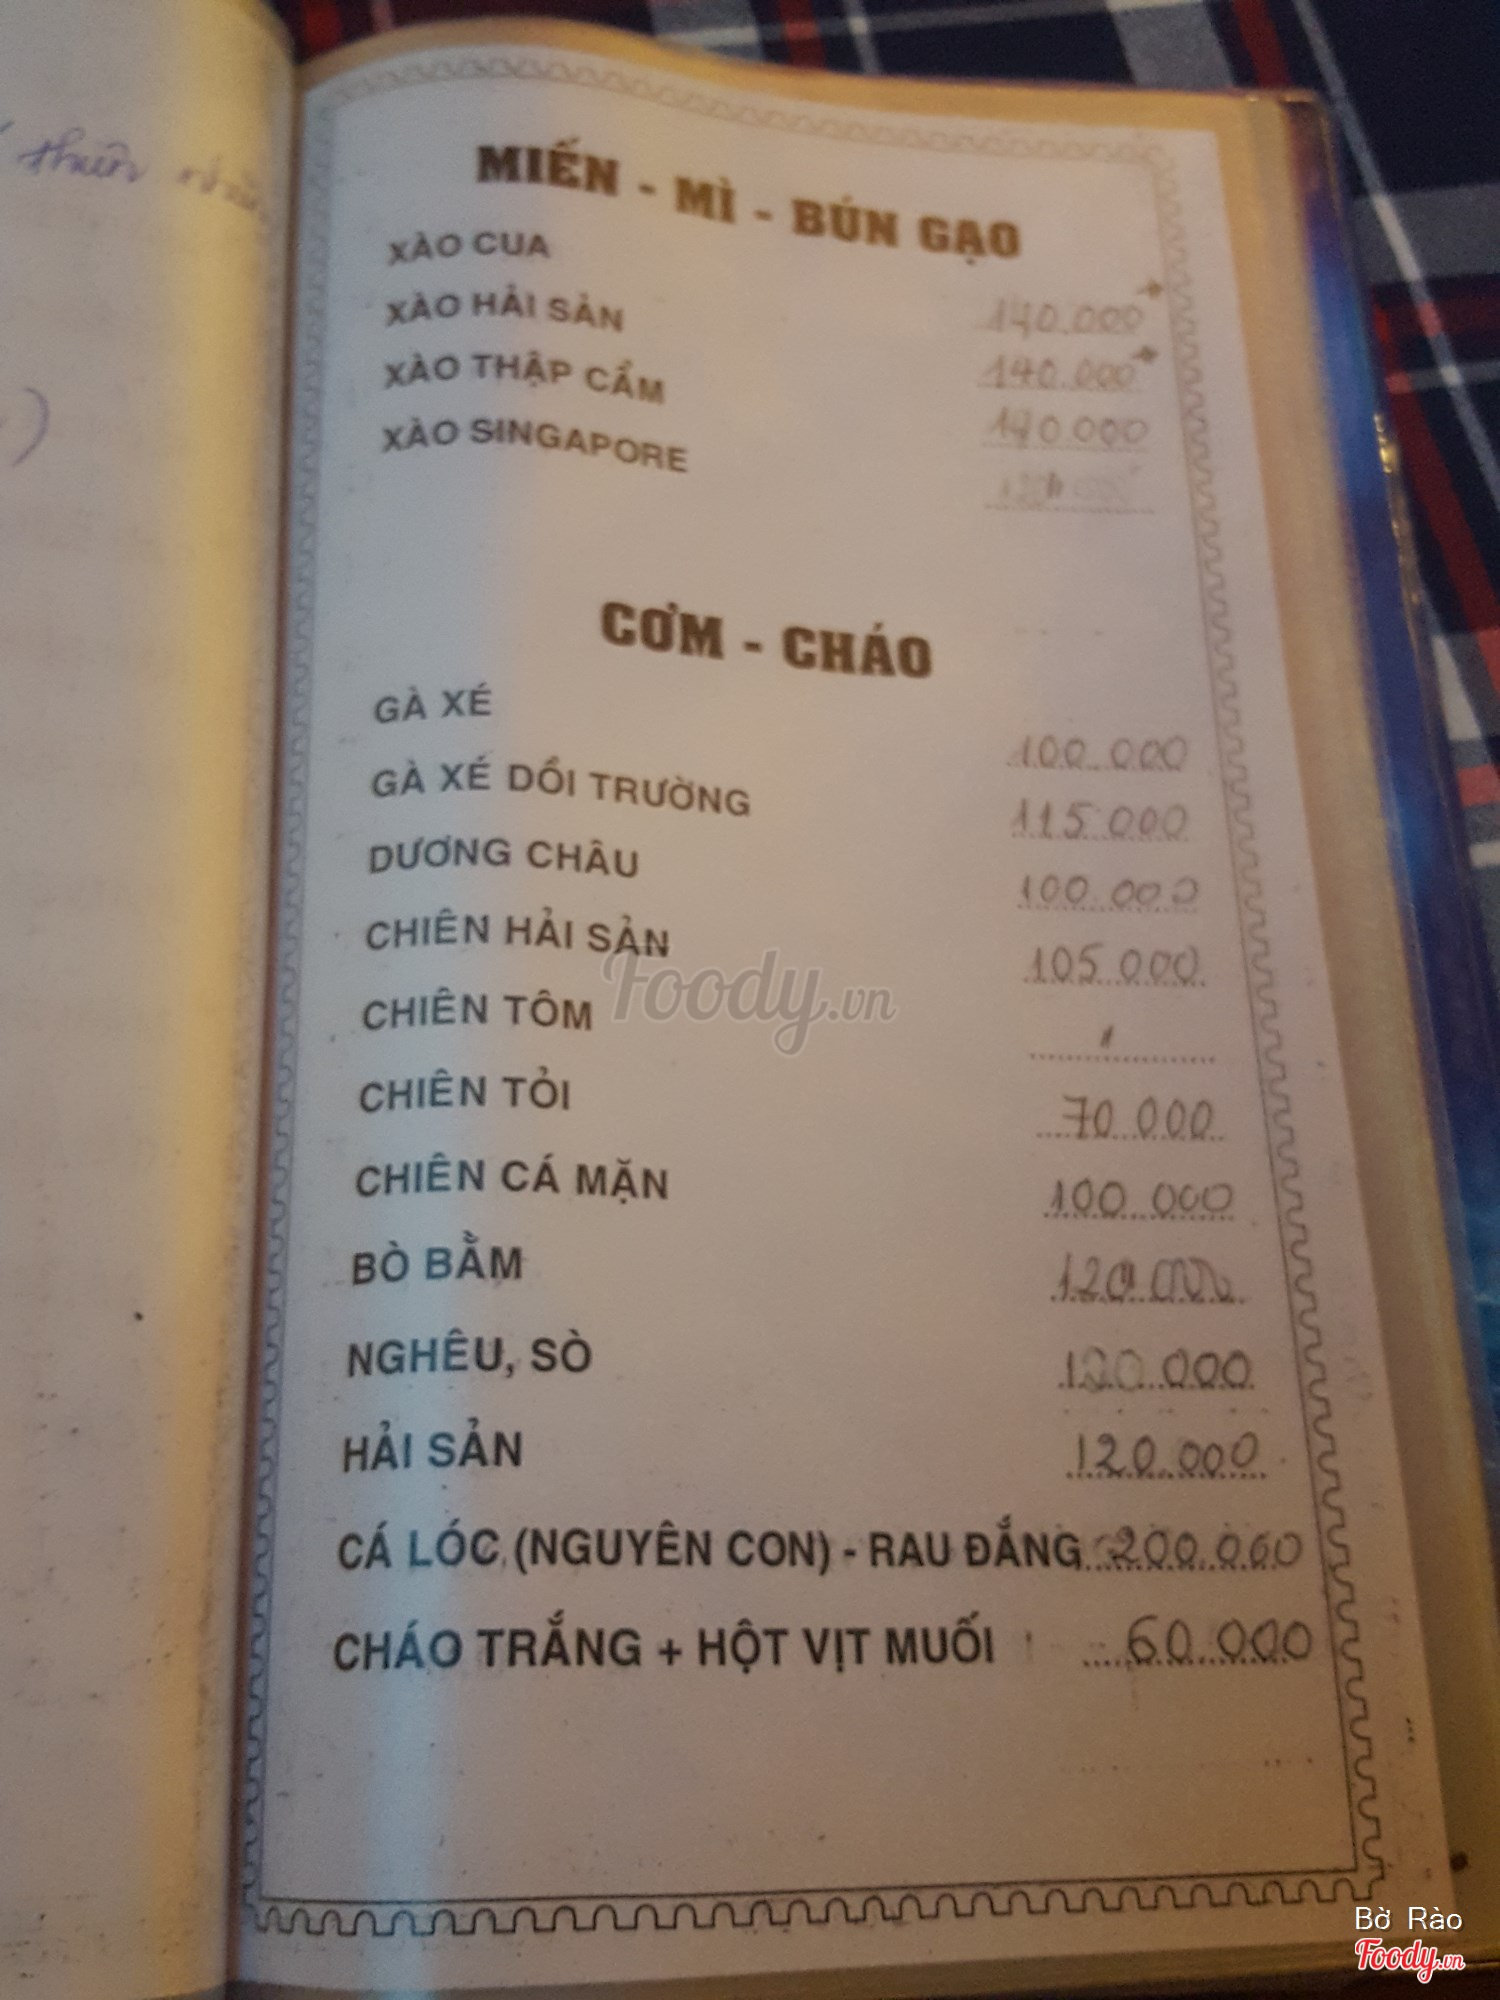 thiên
MIẾN - MÌ - BÚN GẠO
XÀO CUA 140.000
XÀO HẢI SẢN 140.000
XÀO THẬP CẨM 140.000
XÀO SINGAPORE
CƠM - CHÁO
GÀ XÉ 100.000
GÀ XÉ DỒI TRƯỜNG 115.000
DƯƠNG CHÂU 100.000
CHIÊN HẢI SẢN 105.000
CHIÊN TÔM "
CHIÊN TỎI 70.000
CHIÊN CÁ MẶN 100.000
BÒ BẰM 120.000
NGHÊU, SÒ
HẢI SẢN 120.000
CÁ LÓC (NGUYÊN CON) - RAU ĐẮNG 200.000
CHÁO TRẮNG + HỘT VỊT MUỐI 60.000
Foody.vn
Bờ Rào
Foody.vn